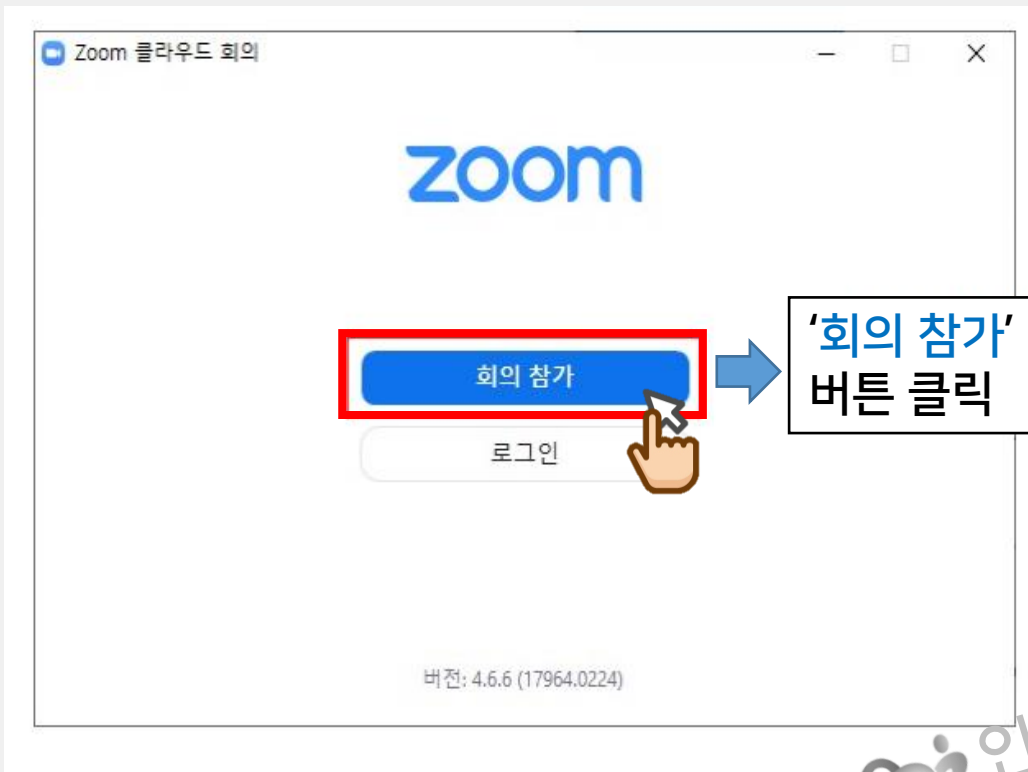 Zoom 클라우드 회의
zoom
회의 참가
로그인
‘회의 참가’
버튼 클릭
버전: 4.6.6 (17964.0224)